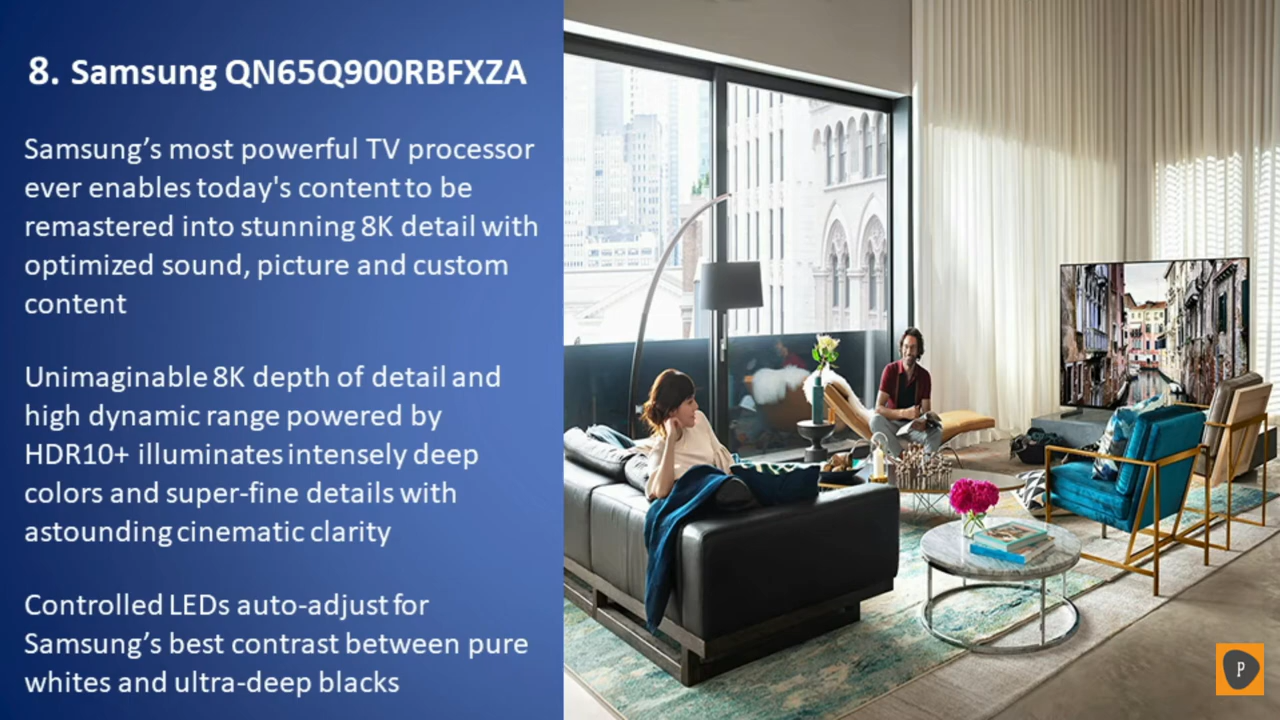 8. Samsung QN65Q900RBFXZA
Samsung’s most powerful TV processor
ever enables today's content to be
remastered into stunning 8K detail with
optimized sound, picture and custom
content
Unimaginable 8K depth of detail and
high dynamic range powered by
HDR10+ illuminates intensely deep
colors and super-fine details with
astounding cinematic clarity
Controlled LEDs auto-adjust for
Samsung’s best contrast between pure
whites and ultra-deep blacks
P